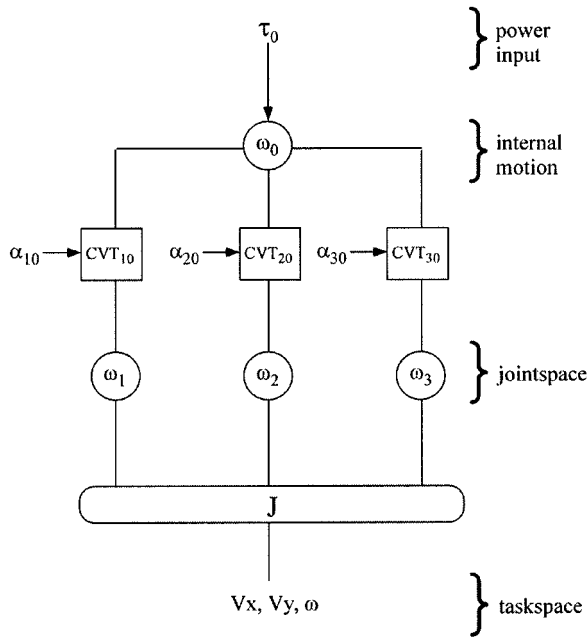 τ₀
power
input
ω₀
internal
motion
α₁₀ CVT₁₀ α₂₀ CVT₂₀ α₃₀ CVT₃₀
ω₁ ω₂ ω₃
jointspace
J
Vx, Vy, ω
taskspace